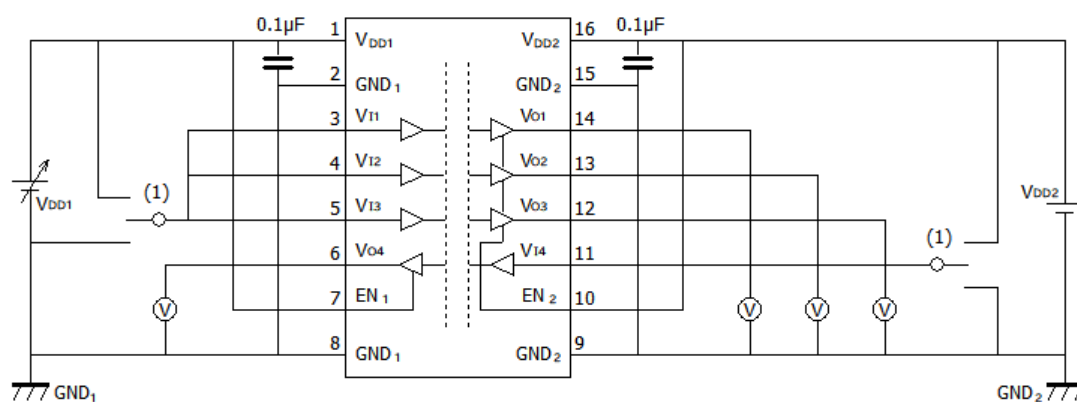 0.1μF 1 16 0.1μF
VDD1 VDD2
2 15
GND1 GND2
3 VI1 VO1 14
4 VI2 VO2 13
VDD1 (1) VDD2
5 VI3 VO3 12
(1)
6 VO4 VI4 11
7 EN1 EN2 10
V V V V
8 GND1 GND2 9
GND1 GND2